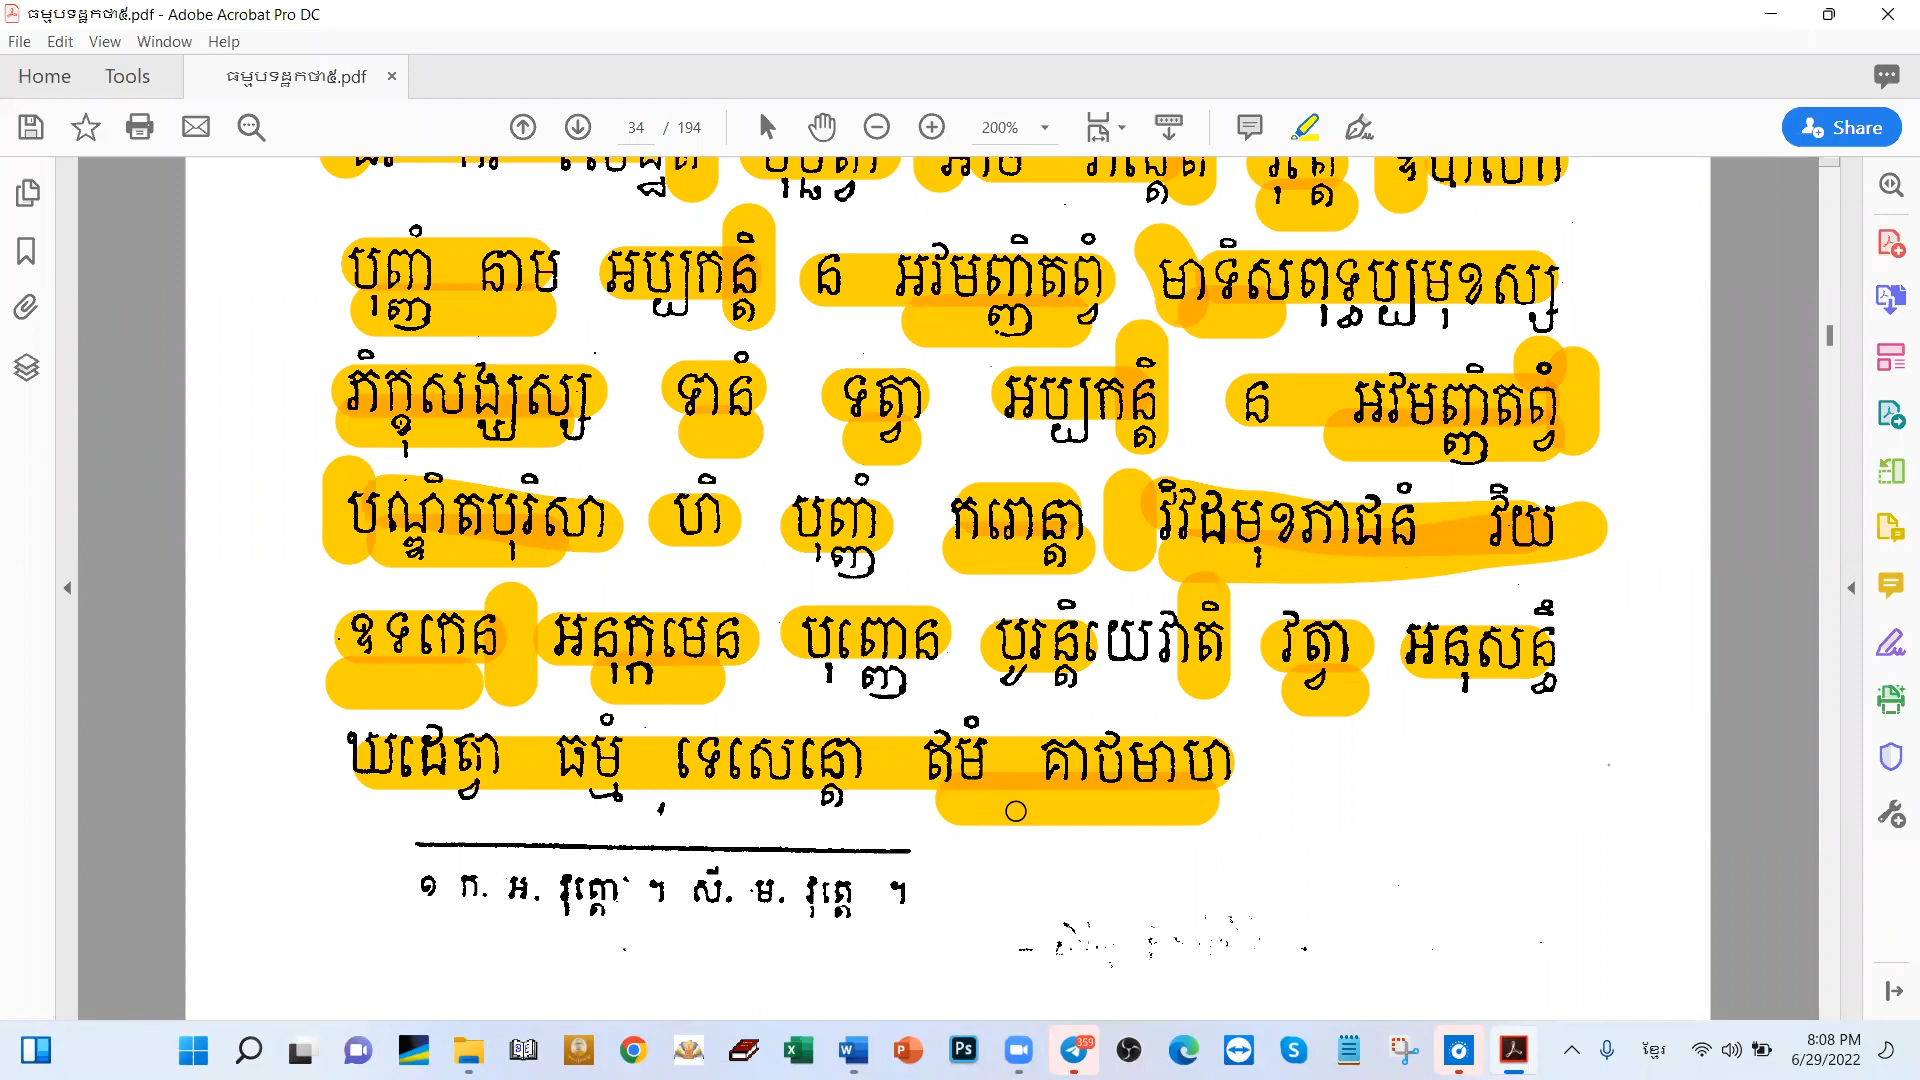 ធម្មបទដ្ឋកថា៥.pdf - Adobe Acrobat Pro DC
File Edit View Window Help
Home Tools ធម្មបទដ្ឋកថា៥.pdf ×
34 / 194 200% Share
បុញ្ញំ នាម អប្បកន្តិ ន អវមញ្ញិតព្វំ មាទិសពុទ្ធប្បមុខស្ស
ភិក្ខុសង្ឃស្ស ទានំ ទត្វា អប្បកន្តិ ន អវមញ្ញិតព្វំ
បណ្ឌិតបុរិសា ហិ បុញ្ញំ ករោន្តា វិវដមុខភាជនំ វិយ
ឧទកេន អនុក្កមេន បុញ្ញេន បូរន្តិយេវាតិ វត្វា អនុសន្ធឹ
ឃដេត្វា ធម្មំ ទេសេន្តោ ឥមំ គាថមាហ
១ ក. អ. វុត្តោ ។ សី. ម. វុត្តេ ។
359
ខ្មែរ
8:08 PM
6/29/2022